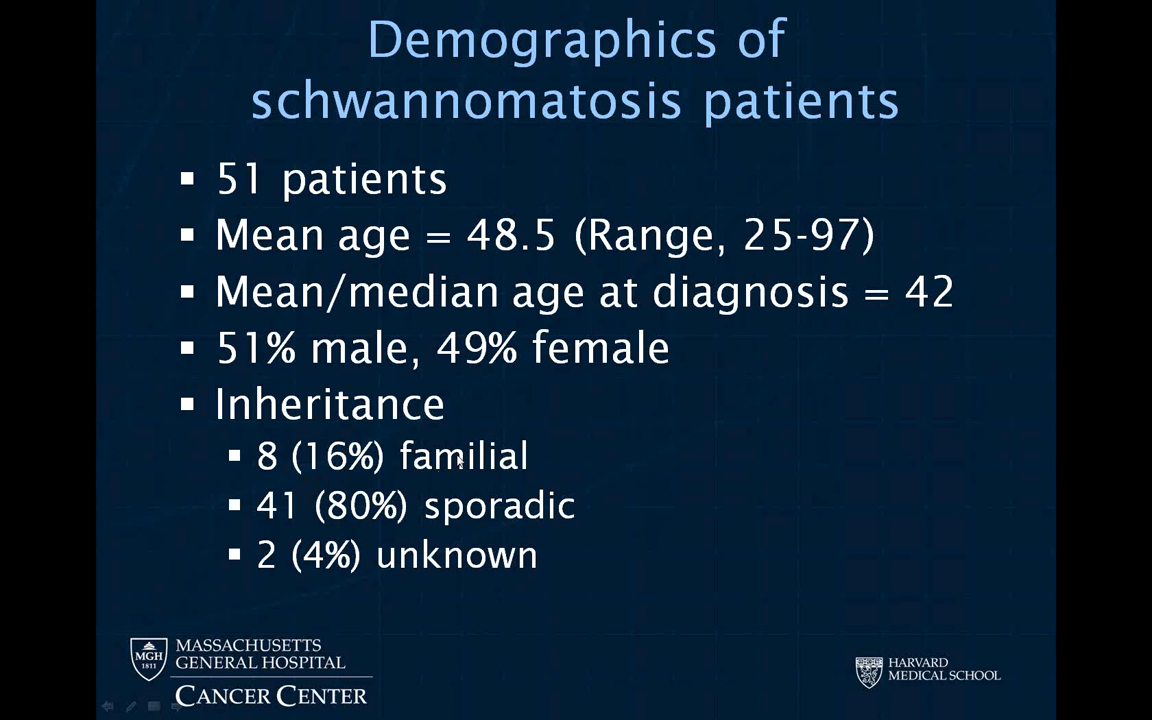 Demographics of
schwannomatosis patients
▪ 51 patients
▪ Mean age = 48.5 (Range, 25-97)
▪ Mean/median age at diagnosis = 42
▪ 51% male, 49% female
▪ Inheritance
▪ 8 (16%) familial
▪ 41 (80%) sporadic
▪ 2 (4%) unknown
MGH
1811
MASSACHUSETTS
GENERAL HOSPITAL
CANCER CENTER
HARVARD
MEDICAL SCHOOL